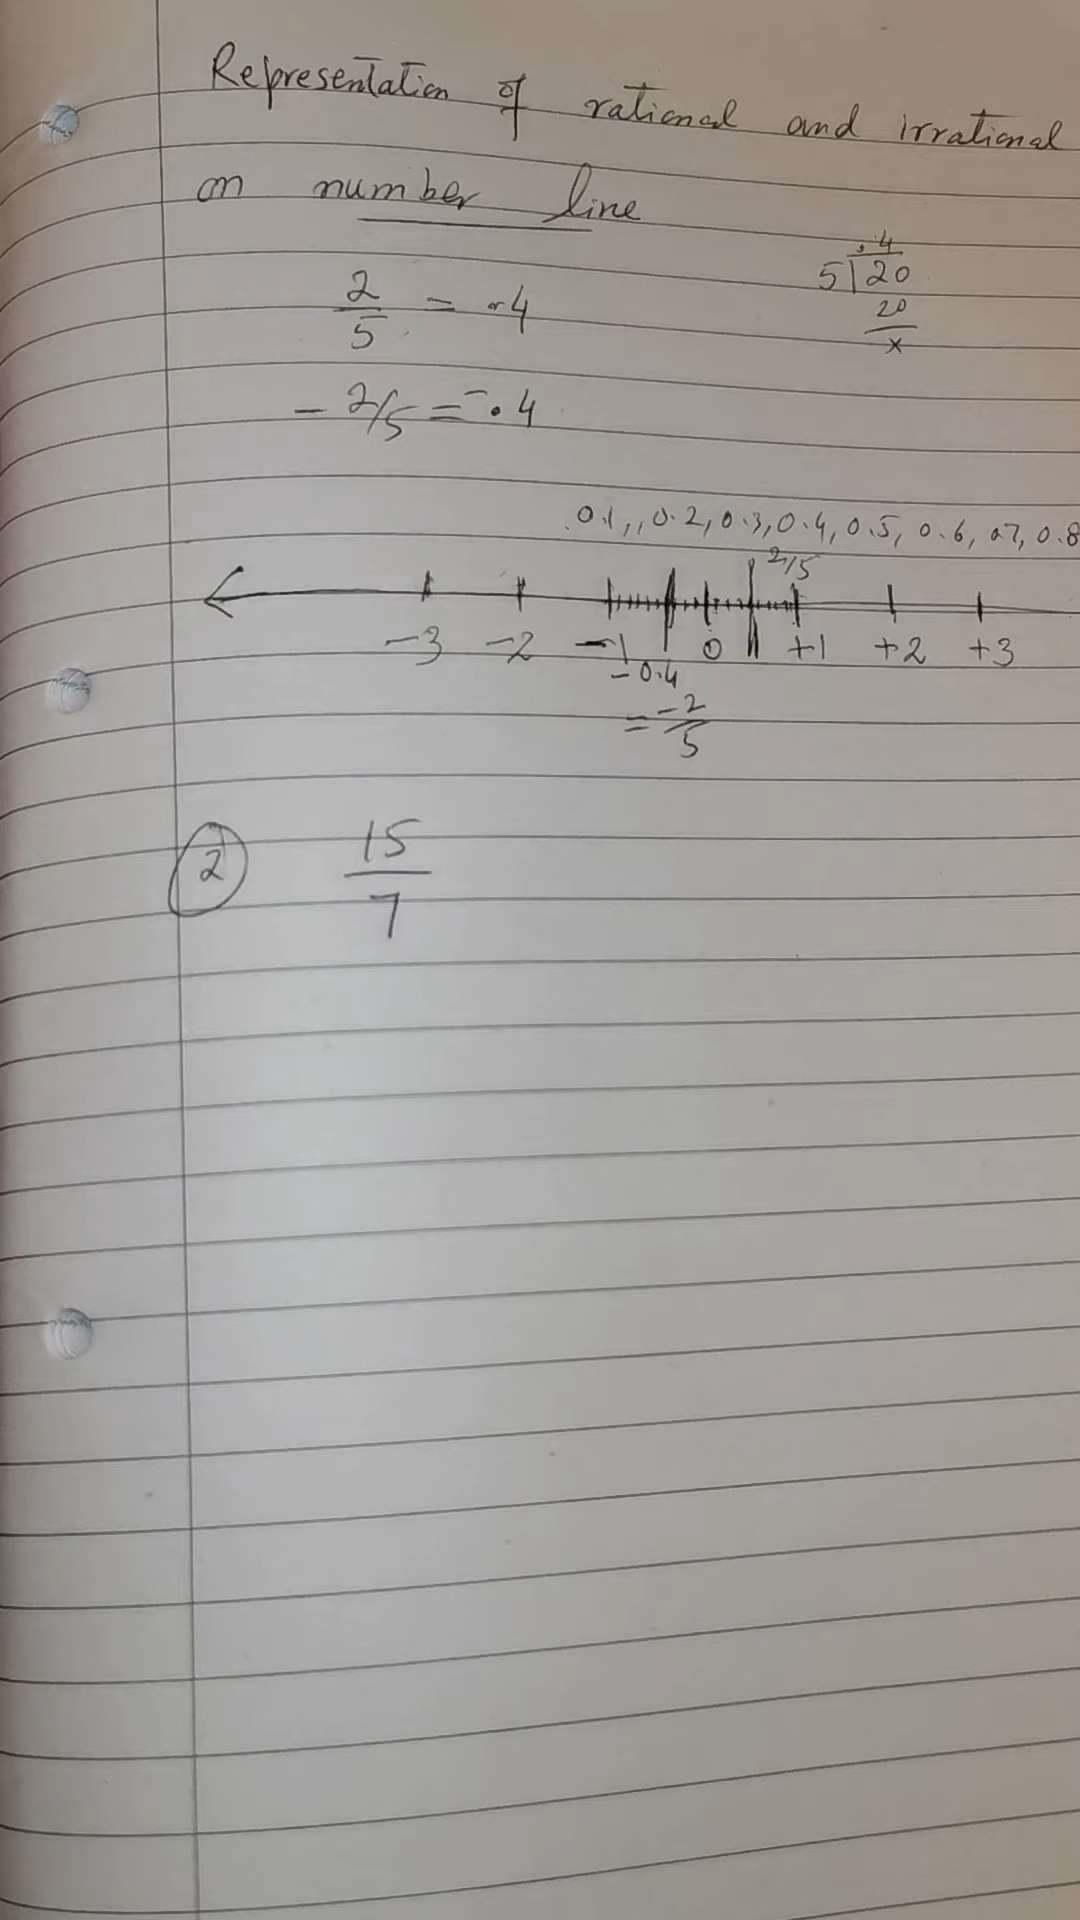 Representation of rational and irrational
on number line
2/5 = .4
5 | 20
.4
20
x
- 2/5 = -.4
0.1,, 0.2, 0.3, 0.4, 0.5, 0.6, 0.7, 0.8
2/5
-3 -2 -1 0 +1 +2 +3
-0.4
= -2/5
2 15/7